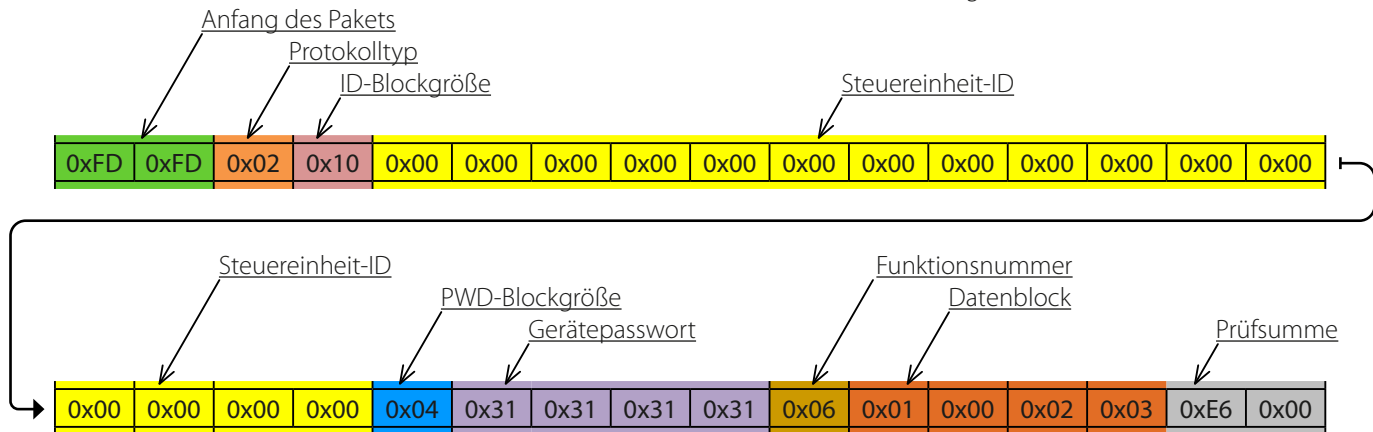 Anfang des Pakets
Protokolltyp
ID-Blockgröße Steuereinheit-ID
0xFD 0xFD 0x02 0x10 0x00 0x00 0x00 0x00 0x00 0x00 0x00 0x00 0x00 0x00 0x00 0x00
Steuereinheit-ID Funktionsnummer
PWD-Blockgröße Datenblock
Gerätepasswort Prüfsumme
0x00 0x00 0x00 0x00 0x04 0x31 0x31 0x31 0x31 0x06 0x01 0x00 0x02 0x03 0xE6 0x00